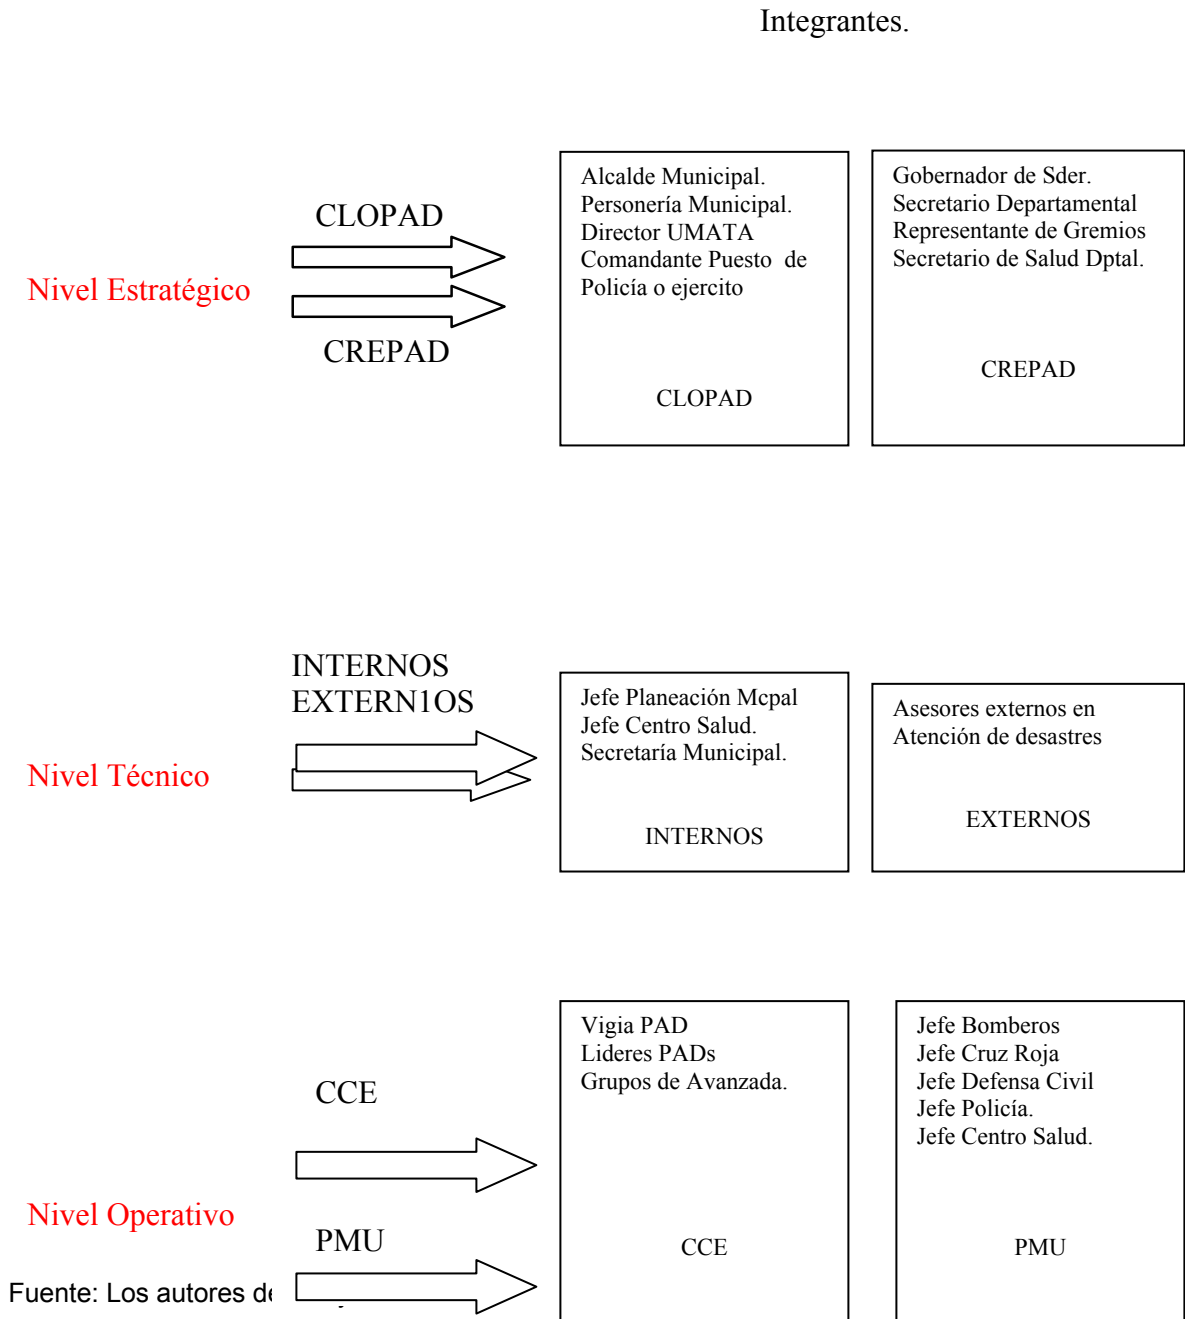 Integrantes.
Nivel Estratégico
CLOPAD
CREPAD
Alcalde Municipal.
Personería Municipal.
Director UMATA
Comandante Puesto de
Policía o ejercito
CLOPAD
Gobernador de Sder.
Secretario Departamental
Representante de Gremios
Secretario de Salud Dptal.
CREPAD
Nivel Técnico
INTERNOS
EXTERN1OS
Jefe Planeación Mcpal
Jefe Centro Salud.
Secretaría Municipal.
INTERNOS
Asesores externos en
Atención de desastres
EXTERNOS
Nivel Operativo
CCE
PMU
Vigia PAD
Lideres PADs
Grupos de Avanzada.
CCE
Jefe Bomberos
Jefe Cruz Roja
Jefe Defensa Civil
Jefe Policía.
Jefe Centro Salud.
PMU
Fuente: Los autores